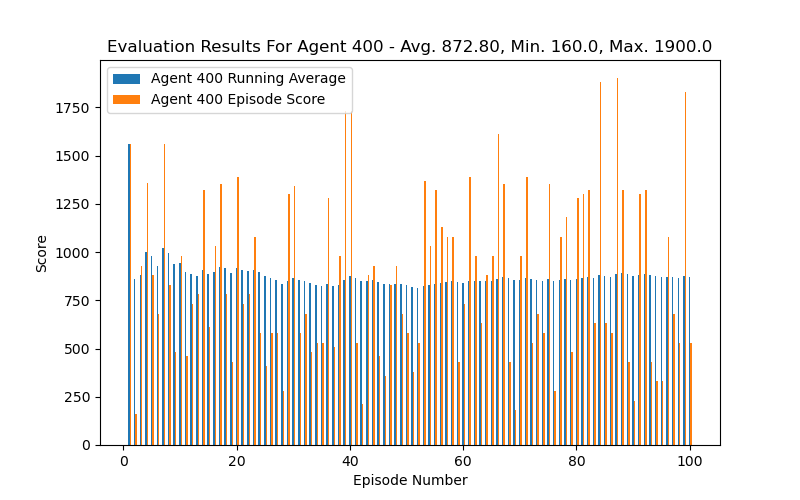 Evaluation Results For Agent 400 - Avg. 872.80, Min. 160.0, Max. 1900.0
Agent 400 Running Average
Agent 400 Episode Score
1750
1500
1250
1000
750
500
250
0
Score
0 20 40 60 80 100
Episode Number